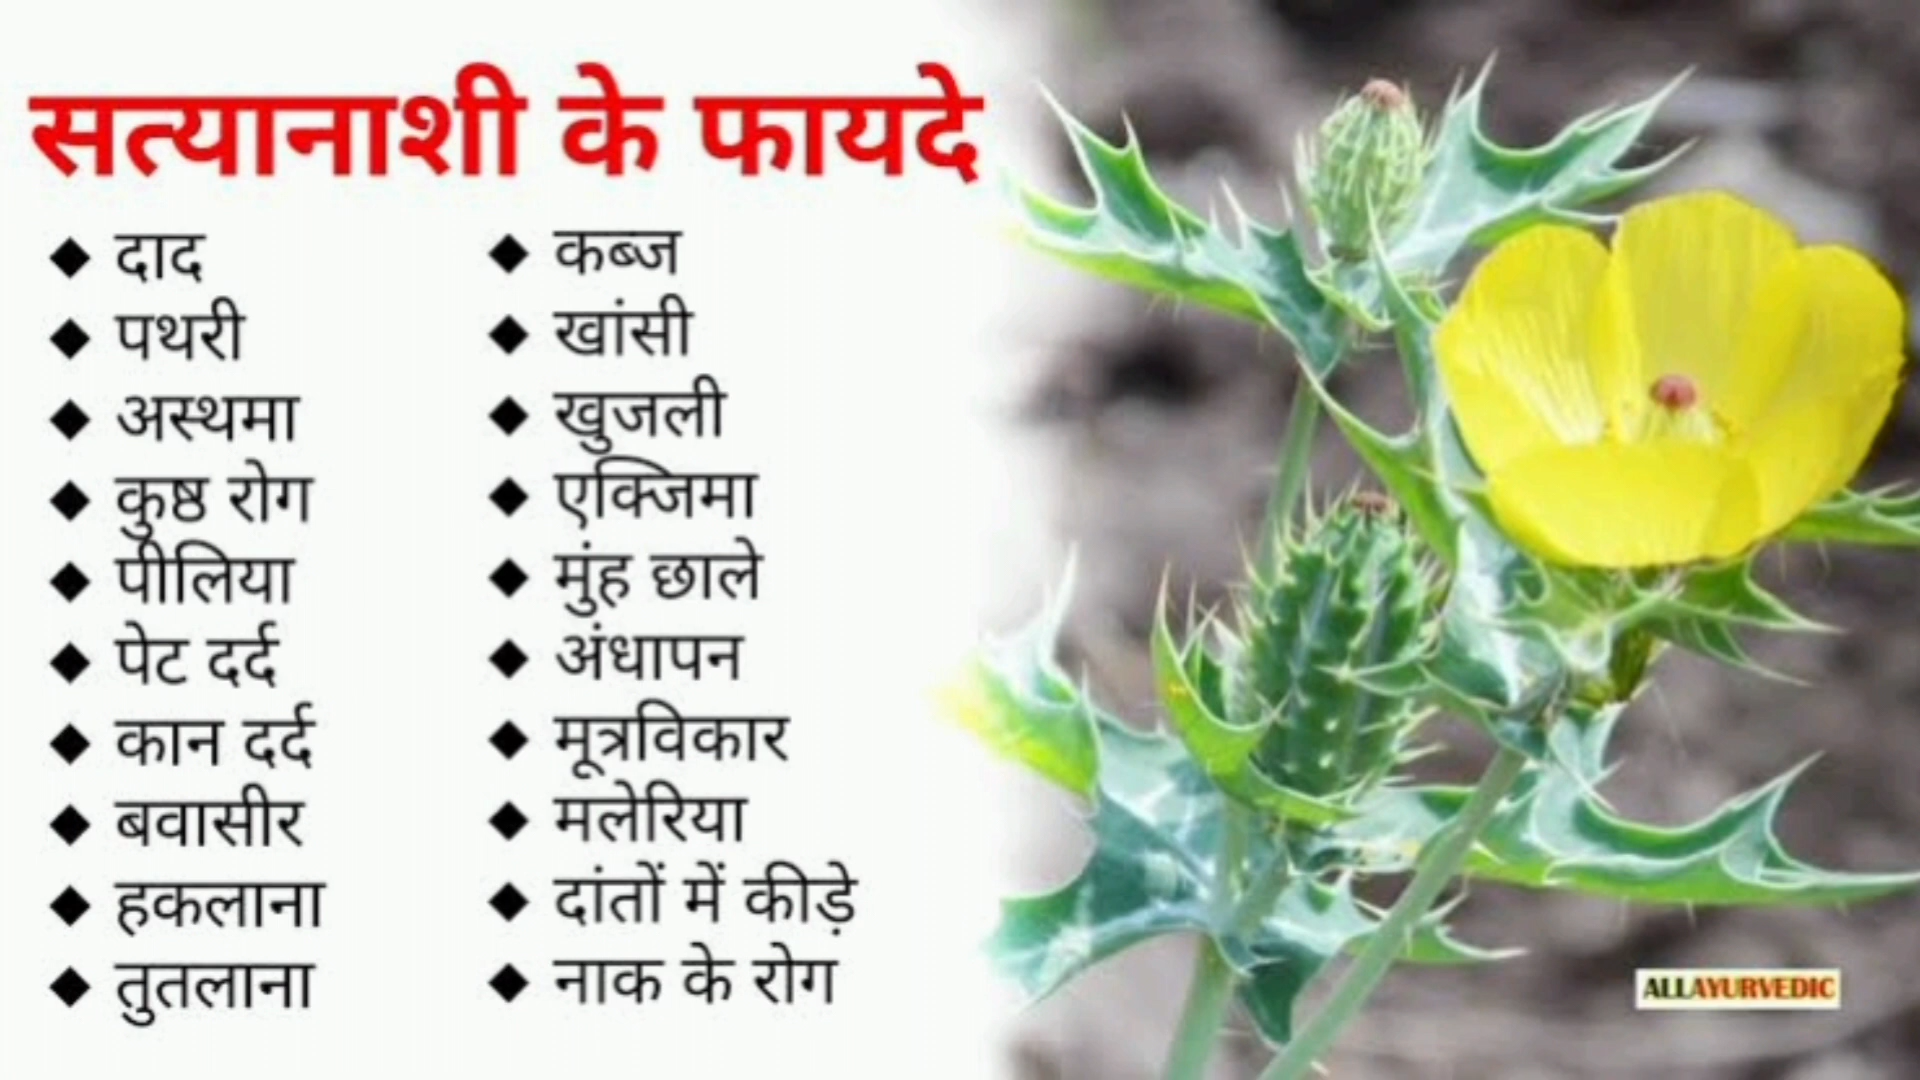 सत्यानाशी के फायदे
◆ दाद
◆ पथरी
◆ अस्थमा
◆ कुष्ठ रोग
◆ पीलिया
◆ पेट दर्द
◆ कान दर्द
◆ बवासीर
◆ हकलाना
◆ तुतलाना
◆ कब्ज
◆ खांसी
◆ खुजली
◆ एक्जिमा
◆ मुंह छाले
◆ अंधापन
◆ मूत्रविकार
◆ मलेरिया
◆ दांतों में कीड़े
◆ नाक के रोग
ALLAYURVEDIC